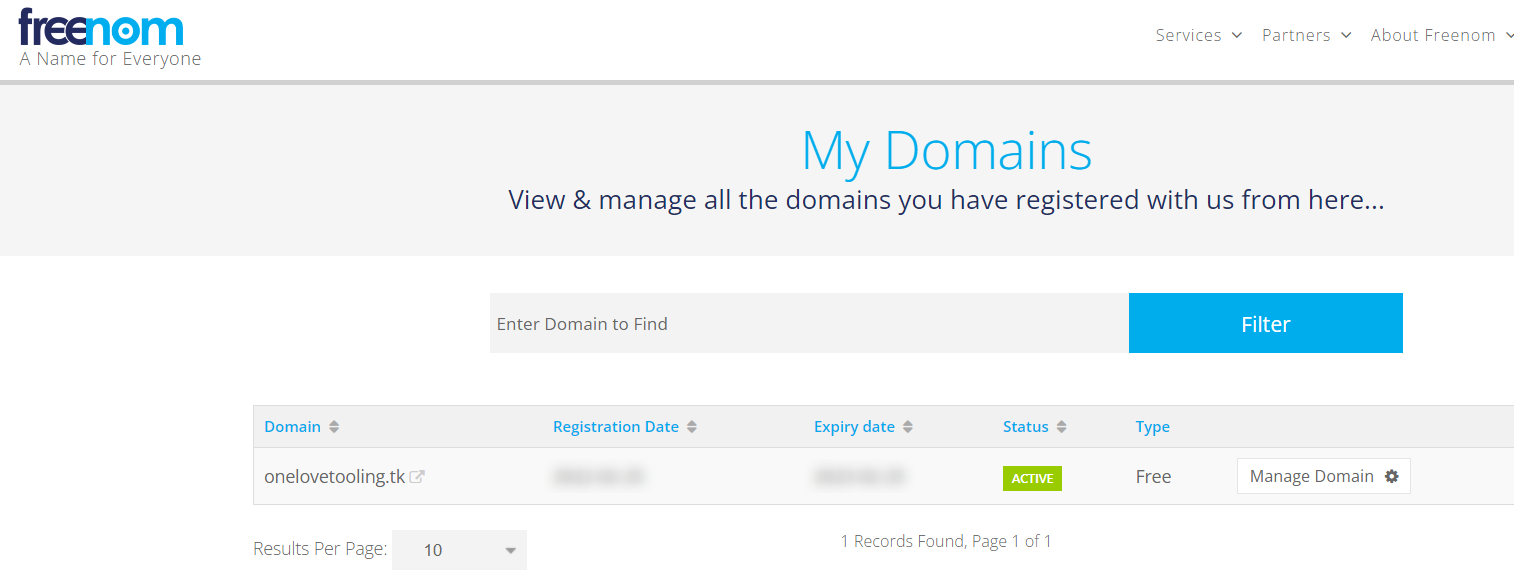 freenom
A Name for Everyone
Services Partners About Freenom
My Domains
View & manage all the domains you have registered with us from here...
Enter Domain to Find Filter
Domain Registration Date Expiry date Status Type
onelovetooling.tk ACTIVE Free Manage Domain
Results Per Page: 10 1 Records Found, Page 1 of 1